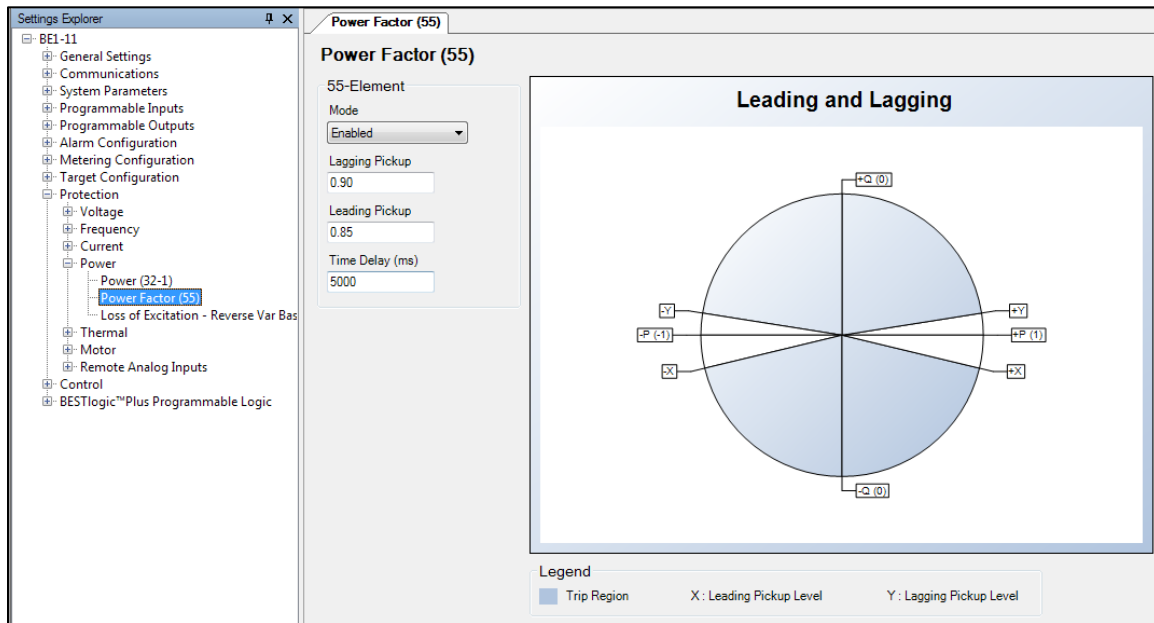 Settings Explorer
BE1-11
General Settings
Communications
System Parameters
Programmable Inputs
Programmable Outputs
Alarm Configuration
Metering Configuration
Target Configuration
Protection
Voltage
Frequency
Current
Power
Power (32-1)
Power Factor (55)
Loss of Excitation - Reverse Var Bas
Thermal
Motor
Remote Analog Inputs
Control
BESTlogic™Plus Programmable Logic
Power Factor (55)
Power Factor (55)
55-Element
Mode
Enabled
Lagging Pickup
0.90
Leading Pickup
0.85
Time Delay (ms)
5000
Leading and Lagging
+Q (0)
-Y
+Y
-P (-1)
+P (1)
-X
+X
-Q (0)
Legend
Trip Region
X : Leading Pickup Level
Y : Lagging Pickup Level